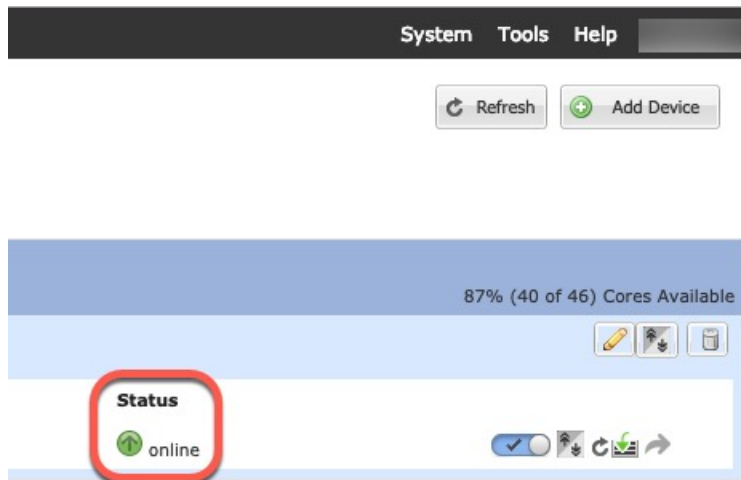 System Tools Help
Refresh Add Device
87% (40 of 46) Cores Available
Status
online